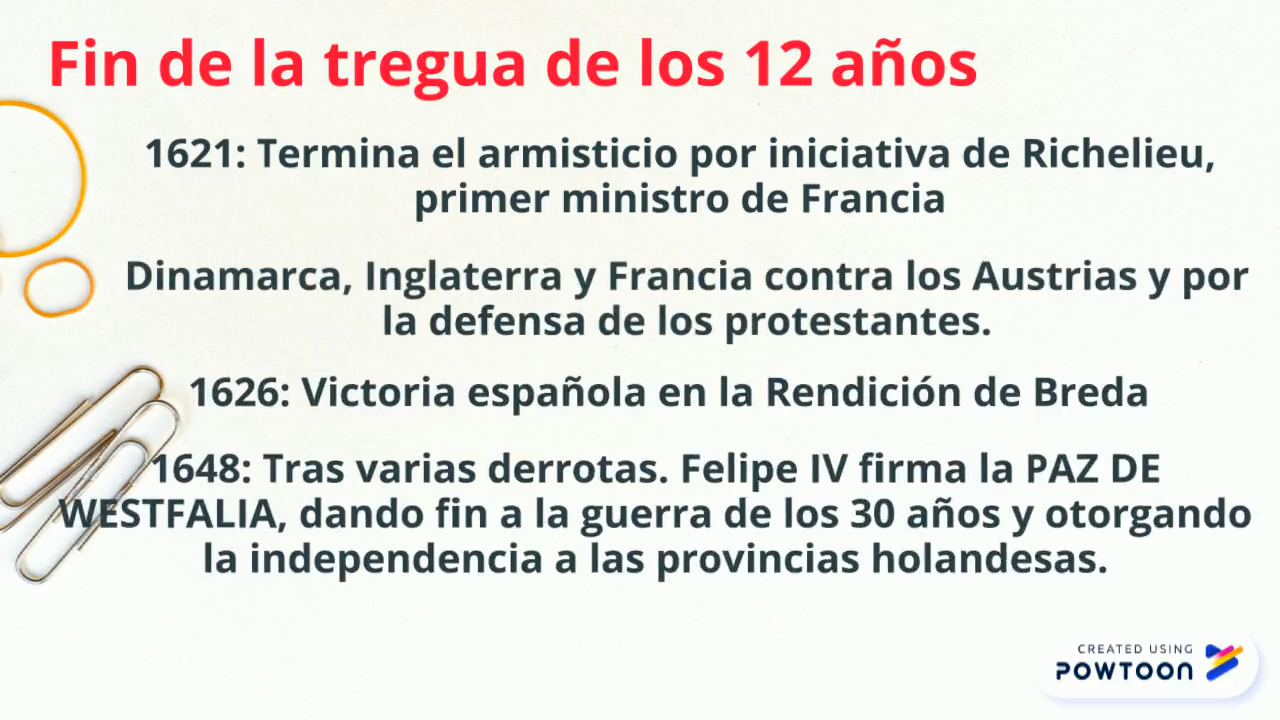 Fin de la tregua de los 12 años
1621: Termina el armisticio por iniciativa de Richelieu,
primer ministro de Francia
Dinamarca, Inglaterra y Francia contra los Austrias y por
la defensa de los protestantes.
1626: Victoria española en la Rendición de Breda
1648: Tras varias derrotas. Felipe IV firma la PAZ DE
WESTFALIA, dando fin a la guerra de los 30 años y otorgando
la independencia a las provincias holandesas.
CREATED USING
POWTOON